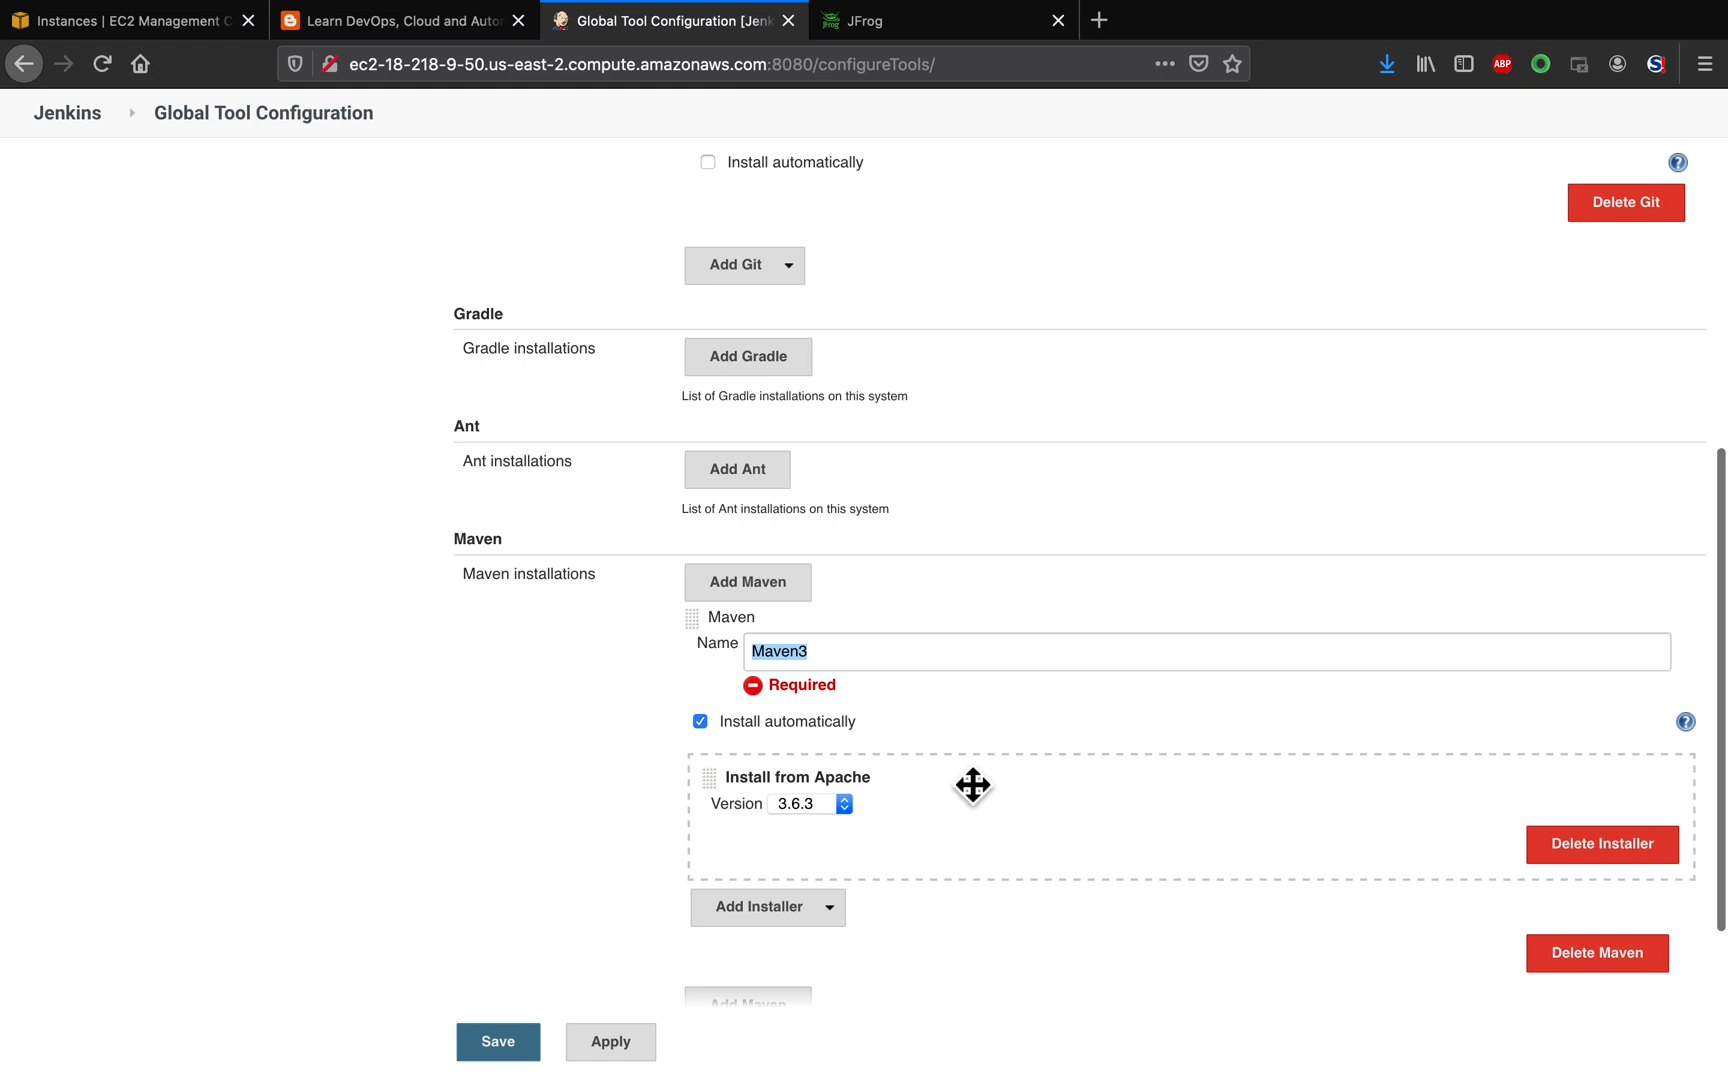 Instances | EC2 Management C
Learn DevOps, Cloud and Autor
Global Tool Configuration [Jenk
JFrog
ec2-18-218-9-50.us-east-2.compute.amazonaws.com:8080/configureTools/
ABP
Jenkins
Global Tool Configuration
Install automatically
Delete Git
Add Git
Gradle
Gradle installations
Add Gradle
List of Gradle installations on this system
Ant
Ant installations
Add Ant
List of Ant installations on this system
Maven
Maven installations
Add Maven
Maven
Name
Maven3
Required
Install automatically
Install from Apache
Version 3.6.3
Delete Installer
Add Installer
Delete Maven
Add Maven
Save
Apply